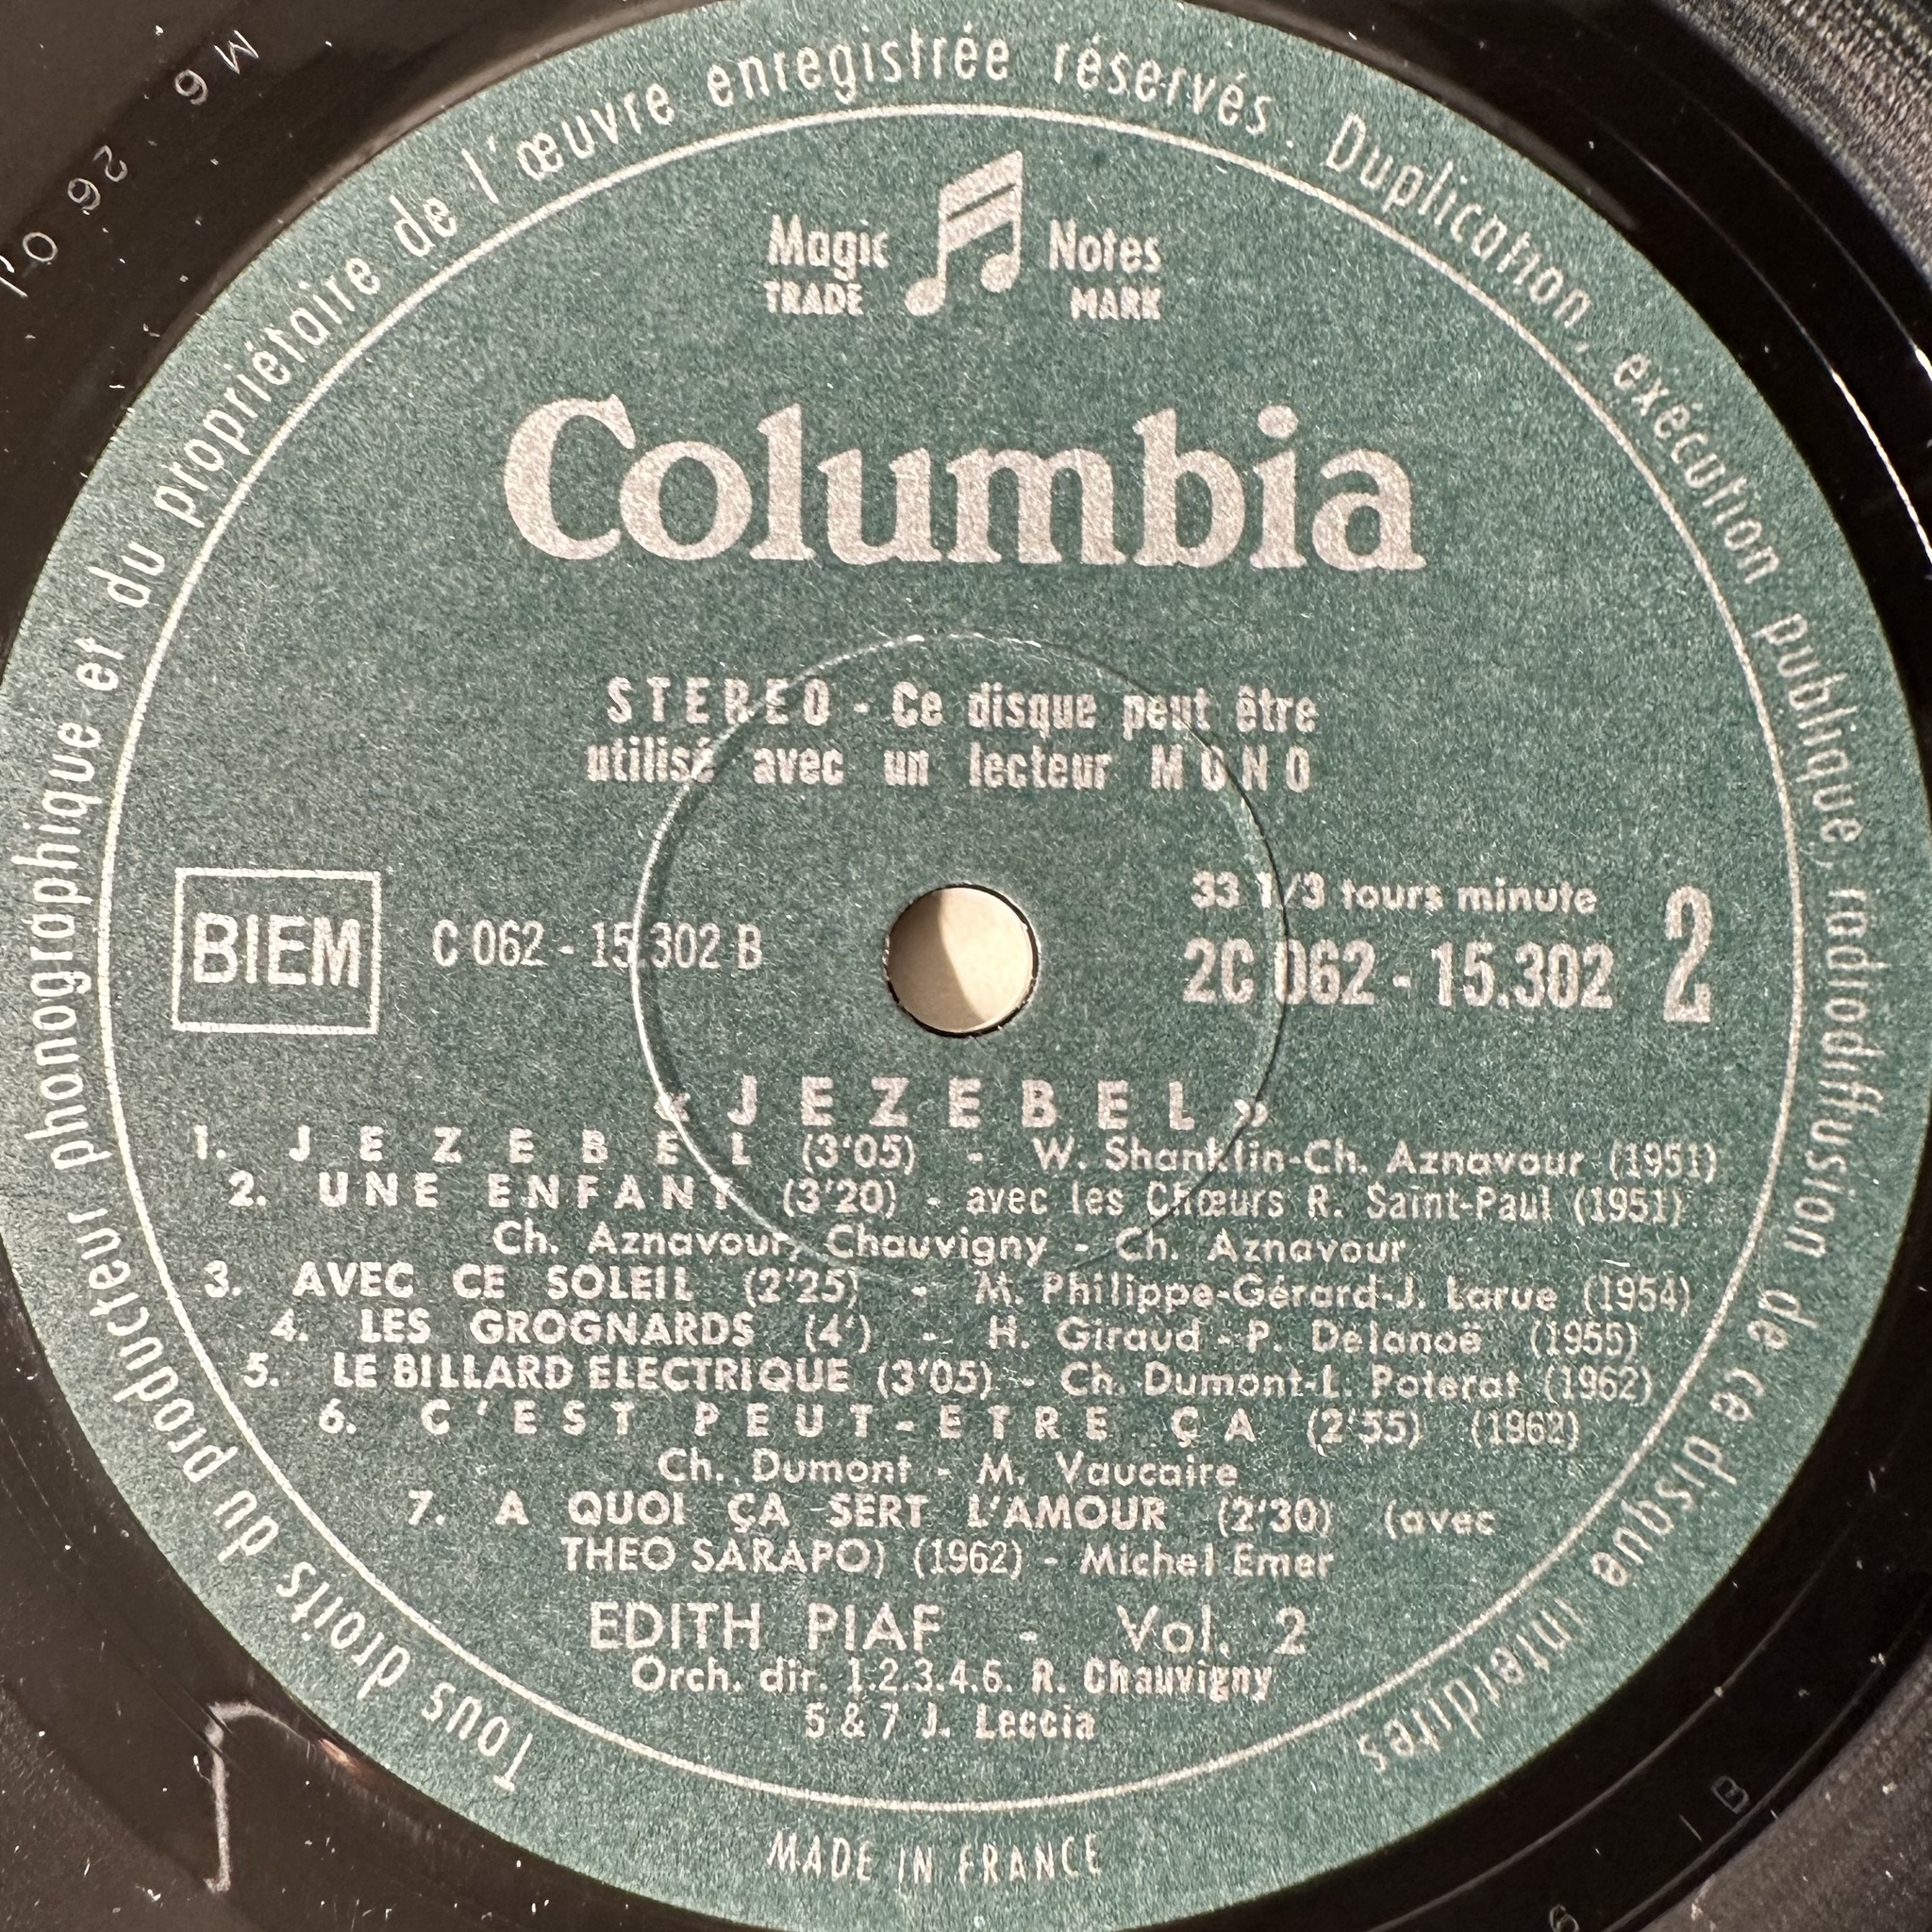 Tous droits du producteur phonographique et du propriétaire de l'œuvre enregistrée réservés. Duplication, exécution publique, radiodiffusion de ce disque interdites
Magic Notes
TRADE MARK
Columbia
STEREO - Ce disque peut être
utilisé avec un lecteur MONO
BIEM
C 062 - 15.302 B
33 1/3 tours minute
2C 062 - 15.302
2
« JEZEBEL »
1. JEZEBEL (3'05) - W. Shanklin-Ch. Aznavour (1951)
2. UNE ENFANT (3'20) - avec les Chœurs R. Saint-Paul (1951)
Ch. Aznavour, Chauvigny - Ch. Aznavour
3. AVEC CE SOLEIL (2'25) - M. Philippe-Gérard-J. Larue (1954)
4. LES GROGNARDS (4') - H. Giraud - P. Delanoë (1955)
5. LE BILLARD ELECTRIQUE (3'05) - Ch. Dumont-L. Poterat (1962)
6. C'EST PEUT-ETRE ÇA (2'55) (1962)
Ch. Dumont - M. Vaucaire
7. A QUOI ÇA SERT L'AMOUR (2'30) (avec
THEO SARAPO) (1962) - Michel Emer
EDITH PIAF - Vol. 2
Orch. dir. 1.2.3.4.6. R. Chauvigny
5 & 7 J. Leccia
MADE IN FRANCE
M6 26 0